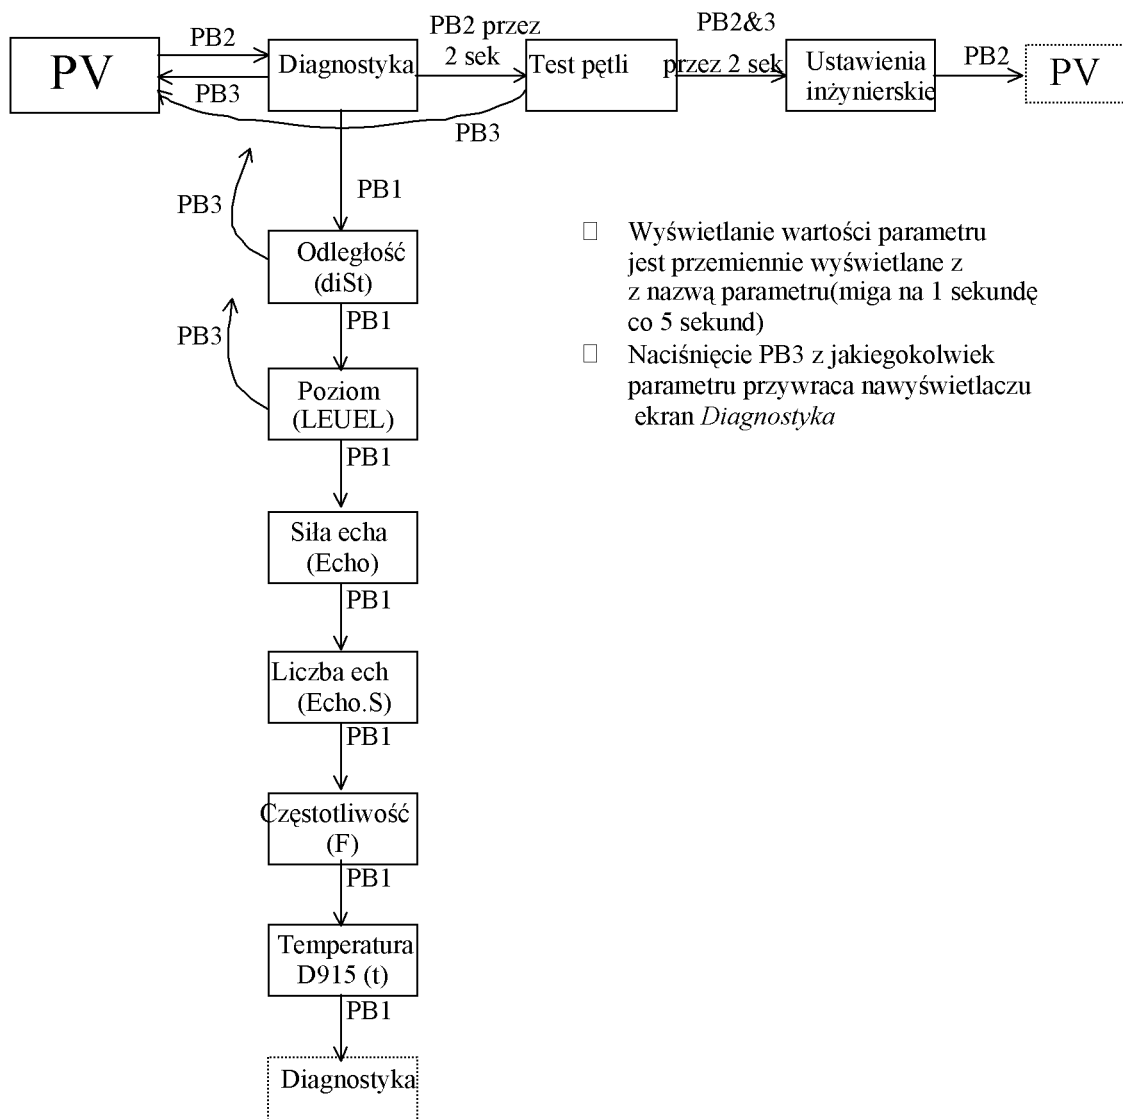 PV
PB2
PB3
Diagnostyka
PB2 przez
2 sek
Test pętli
PB2&3
przez 2 sek
Ustawienia
inżynierskie
PB2
PV
PB3
PB1
PB3
Odległość
(diSt)
PB1
PB3
Poziom
(LEUEL)
PB1
Siła echa
(Echo)
PB1
Liczba ech
(Echo.S)
PB1
Częstotliwość
(F)
PB1
Temperatura
D915 (t)
PB1
Diagnostyka
Wyświetlanie wartości parametru
jest przemiennie wyświetlane z
z nazwą parametru(miga na 1 sekundę
co 5 sekund)
Naciśnięcie PB3 z jakiegokolwiek
parametru przywraca nawyświetlaczu
ekran Diagnostyka